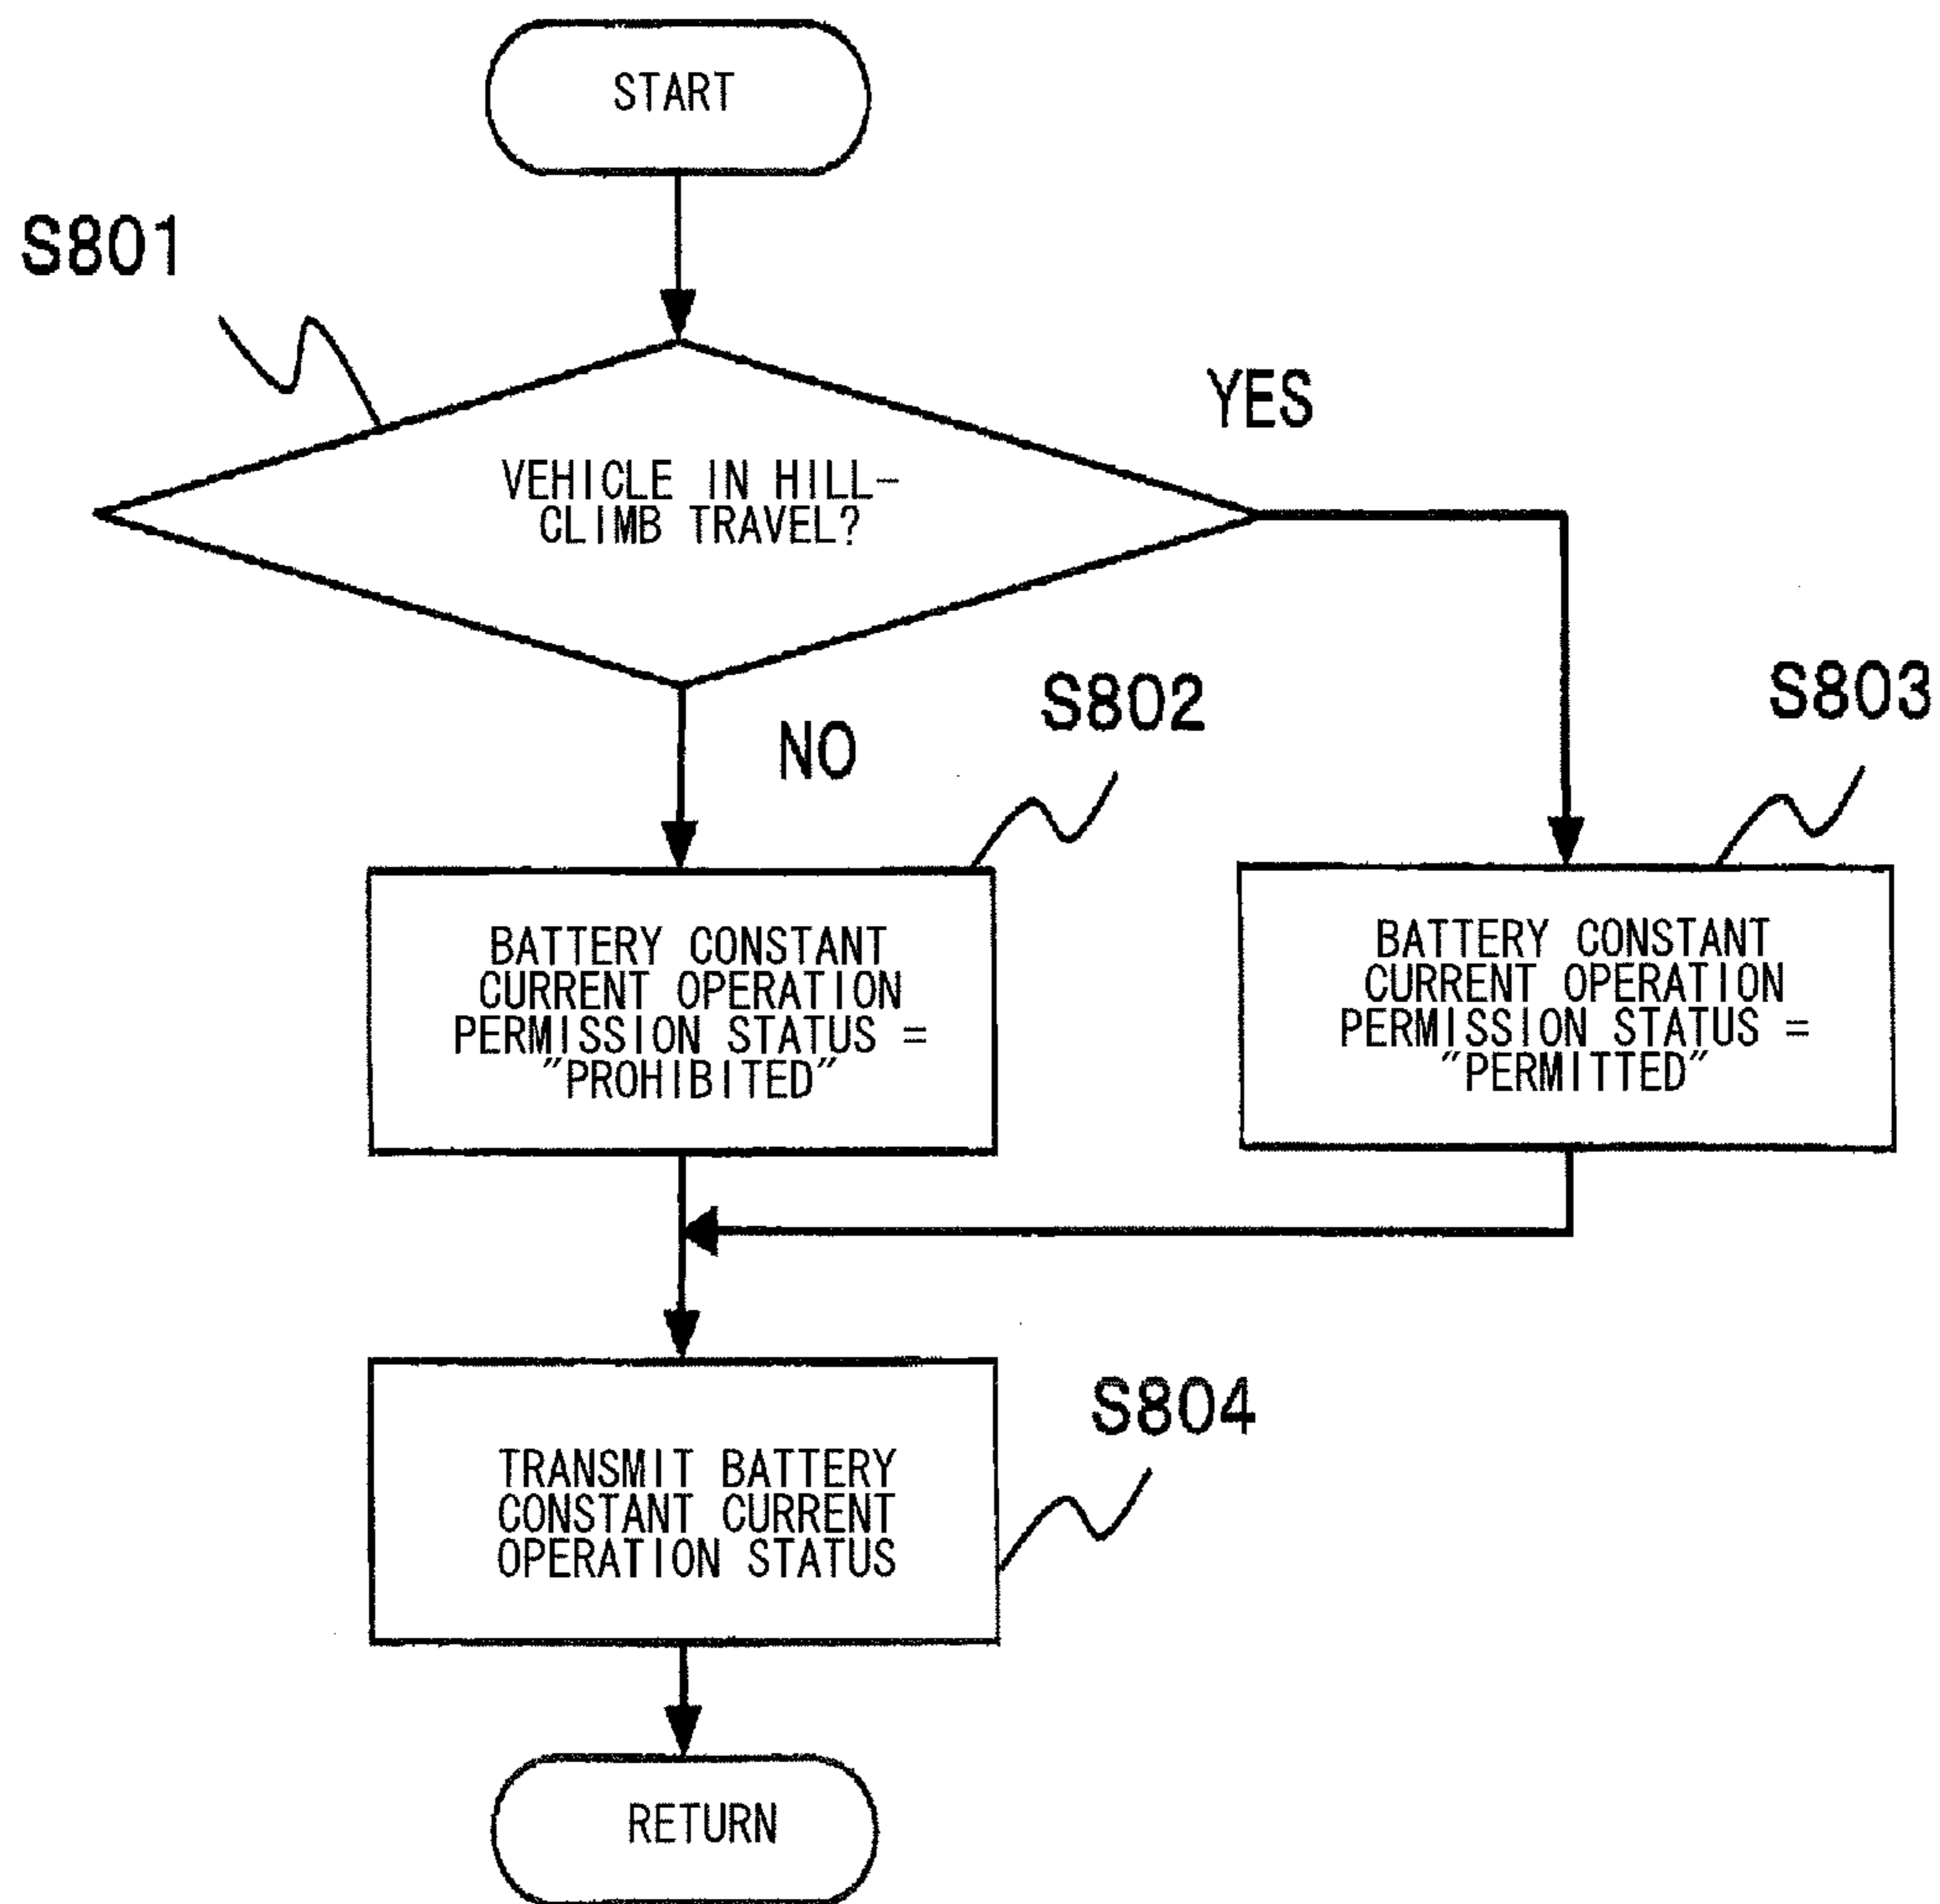 START
S801
YES
VEHICLE IN HILL-
CLIMB TRAVEL?
NO
S802
S803
BATTERY CONSTANT
CURRENT OPERATION
PERMISSION STATUS =
"PROHIBITED"
BATTERY CONSTANT
CURRENT OPERATION
PERMISSION STATUS =
"PERMITTED"
S804
TRANSMIT BATTERY
CONSTANT CURRENT
OPERATION STATUS
RETURN